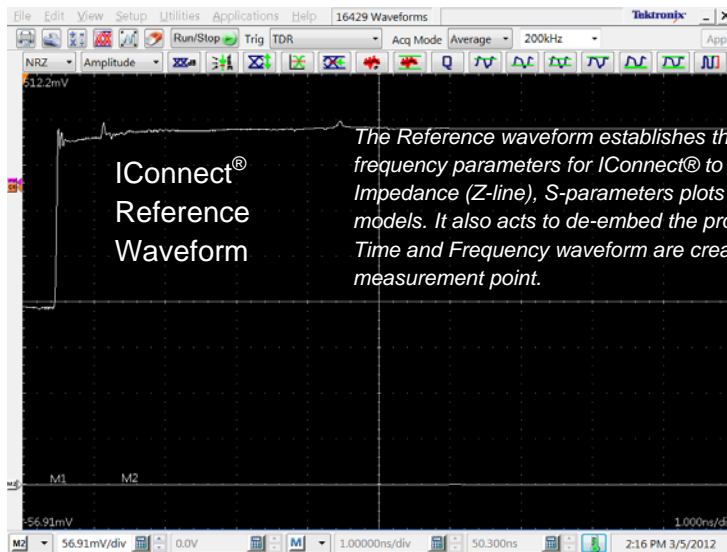 File Edit View Setup Utilities Applications Help 16429 Waveforms Tektronix
Run/Stop Trig TDR Acq Mode Average 200kHz App
NRZ Amplitude
512.2mV
IConnect®
Reference
Waveform
The Reference waveform establishes th
frequency parameters for IConnect® to
Impedance (Z-line), S-parameters plots
models. It also acts to de-embed the pro
Time and Frequency waveform are crea
measurement point.
M1 M2
-56.91mV 1.000ns/di
M2 56.91mV/div 0.0V M 1.00000ns/div 50.300ns 2:16 PM 3/5/2012